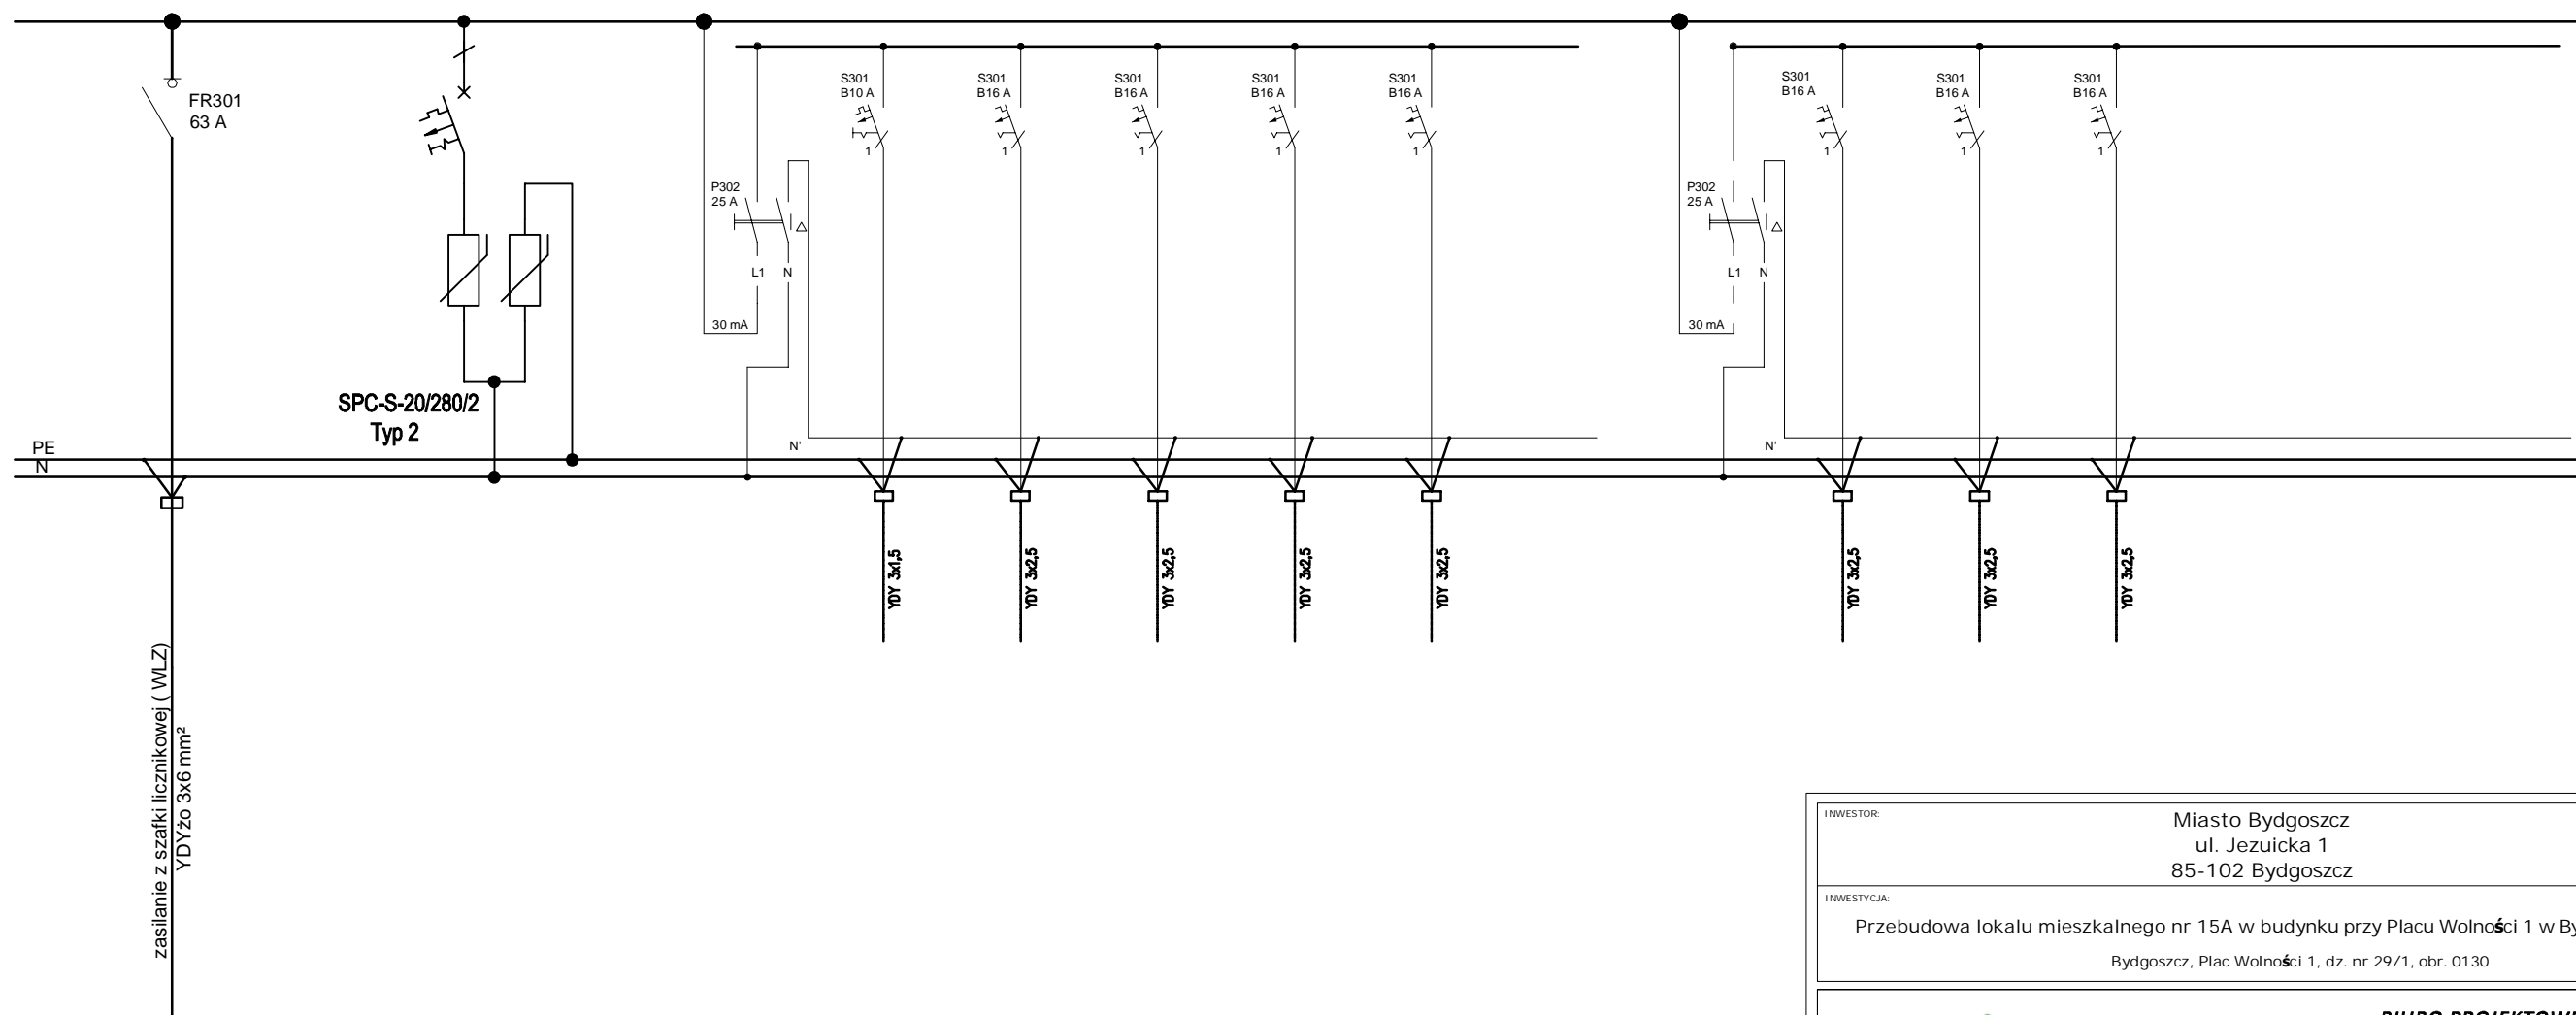 FR301
63 A
SPC-S-20/280/2
Typ 2
PE
N
P302
25 A
L1 N
30 mA
N'
S301
B10 A
1
S301
B16 A
1
S301
B16 A
1
S301
B16 A
1
S301
B16 A
1
P302
25 A
L1 N
30 mA
N'
S301
B16 A
1
S301
B16 A
1
S301
B16 A
1
YDY 3x1,5
YDY 3x2,5
YDY 3x2,5
YDY 3x2,5
YDY 3x2,5
YDY 3x2,5
YDY 3x2,5
YDY 3x2,5
zasilanie z szafki licznikowej ( WLZ)
YDYżo 3x6 mm²
INWESTOR:
Miasto Bydgoszcz
ul. Jezuicka 1
85-102 Bydgoszcz
INWESTYCJA:
Przebudowa lokalu mieszkalnego nr 15A w budynku przy Placu Wolności 1 w By
Bydgoszcz, Plac Wolności 1, dz. nr 29/1, obr. 0130